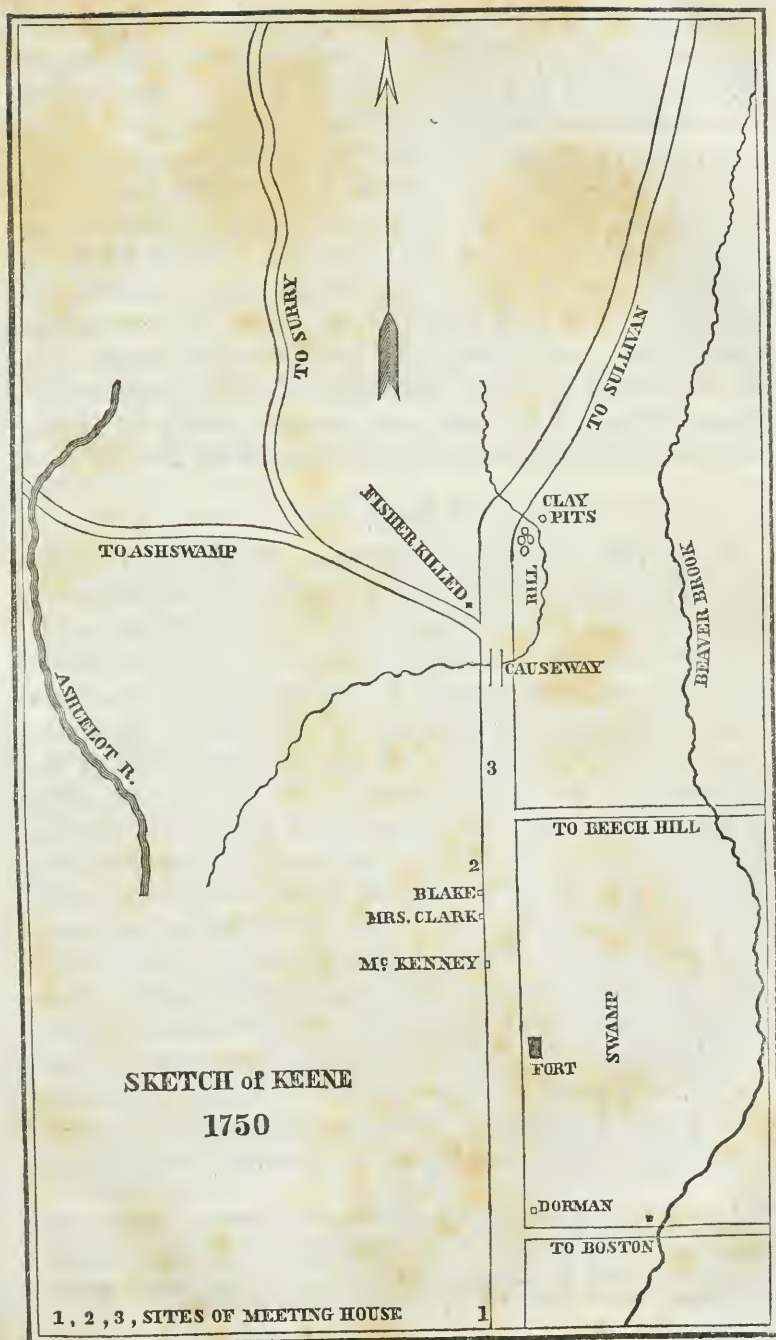 TO SURRY
TO SULLIVAN
CLAY
PITS
FISHER KILLED.
TO ASHSWAMP
RILL
BEAVER BROOK
CAUSEWAY
ASHUELOT R.
3
TO BEECH HILL
2
BLAKE
MRS. CLARK
Mc KENNEY
SWAMP
FORT
SKETCH of KEENE
1750
DORMAN
TO BOSTON
1, 2, 3, SITES OF MEETING HOUSE
1